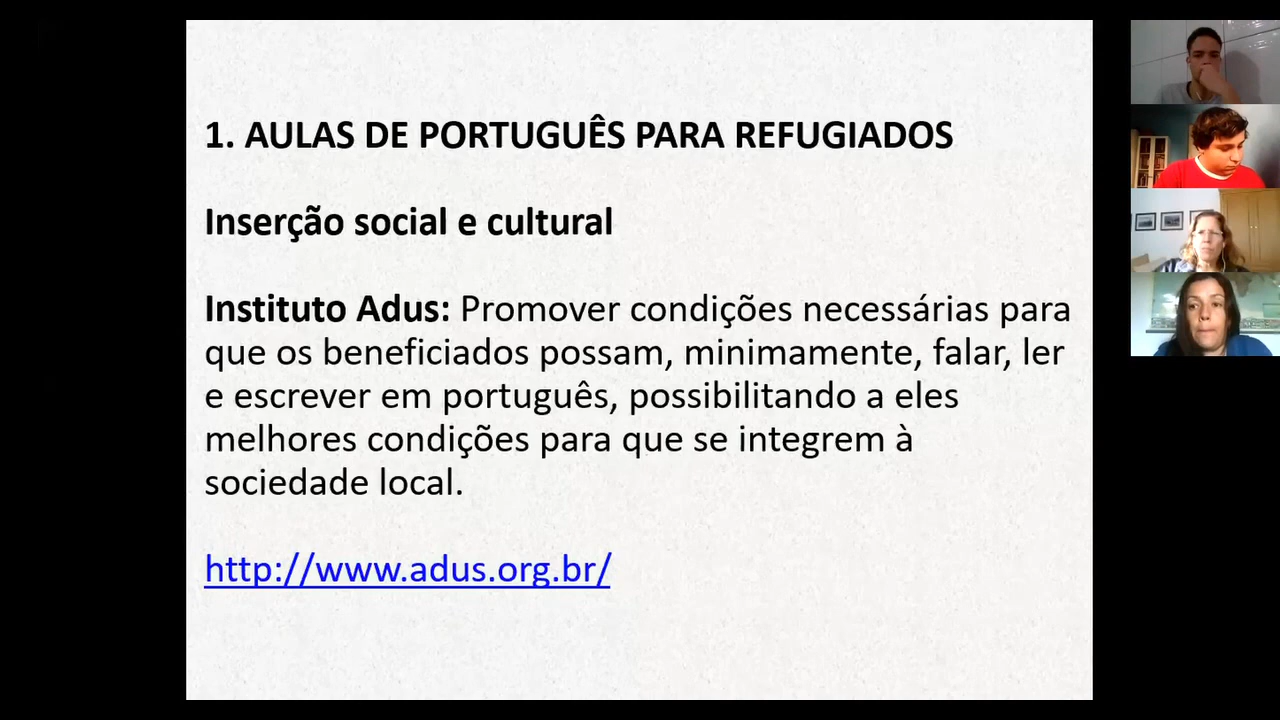 1. AULAS DE PORTUGUÊS PARA REFUGIADOS
Inserção social e cultural
Instituto Adus: Promover condições necessárias para
que os beneficiados possam, minimamente, falar, ler
e escrever em português, possibilitando a eles
melhores condições para que se integrem à
sociedade local.
http://www.adus.org.br/